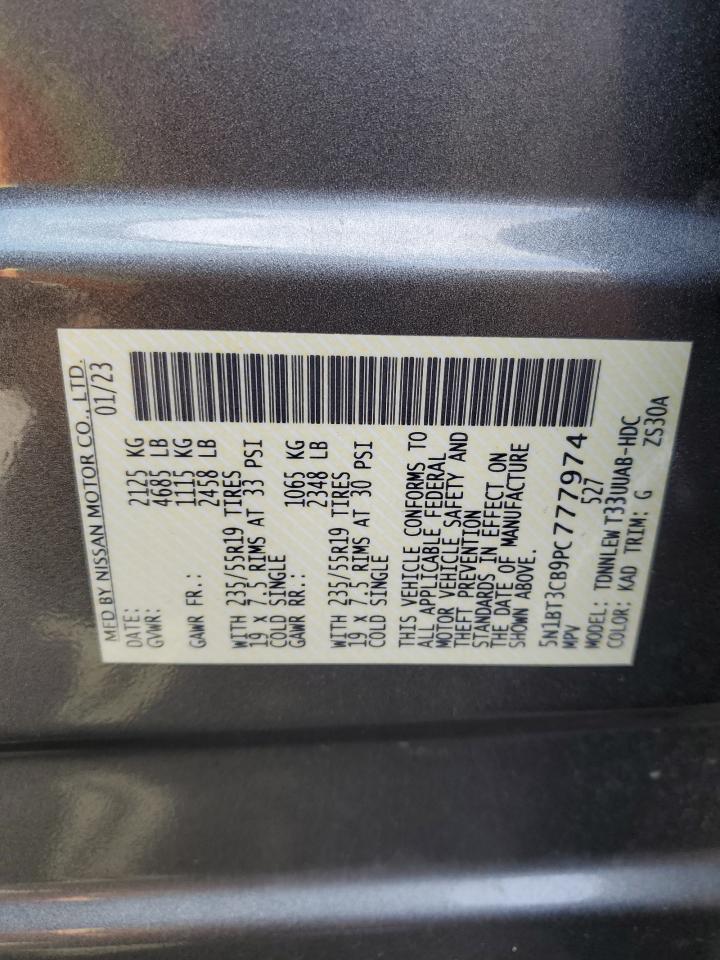 MFD BY NISSAN MOTOR CO., LTD.
DATE: 01/23
GVWR: 2125 KG
4685 LB
GAWR FR.: 1115 KG
2458 LB
WITH 235/55R19 TIRES
19 x 7.5 RIMS AT 33 PSI
COLD SINGLE
GAWR RR.: 1065 KG
2348 LB
WITH 235/55R19 TIRES
19 x 7.5 RIMS AT 30 PSI
COLD SINGLE
THIS VEHICLE CONFORMS TO
ALL APPLICABLE FEDERAL
MOTOR VEHICLE SAFETY AND
THEFT PREVENTION
STANDARDS IN EFFECT ON
THE DATE OF MANUFACTURE
SHOWN ABOVE.
5N1BT3CB9PC777974
MPV 527
MODEL: TDNNLEW T33UUAB-HDC
COLOR: KAD TRIM: G ZS30A